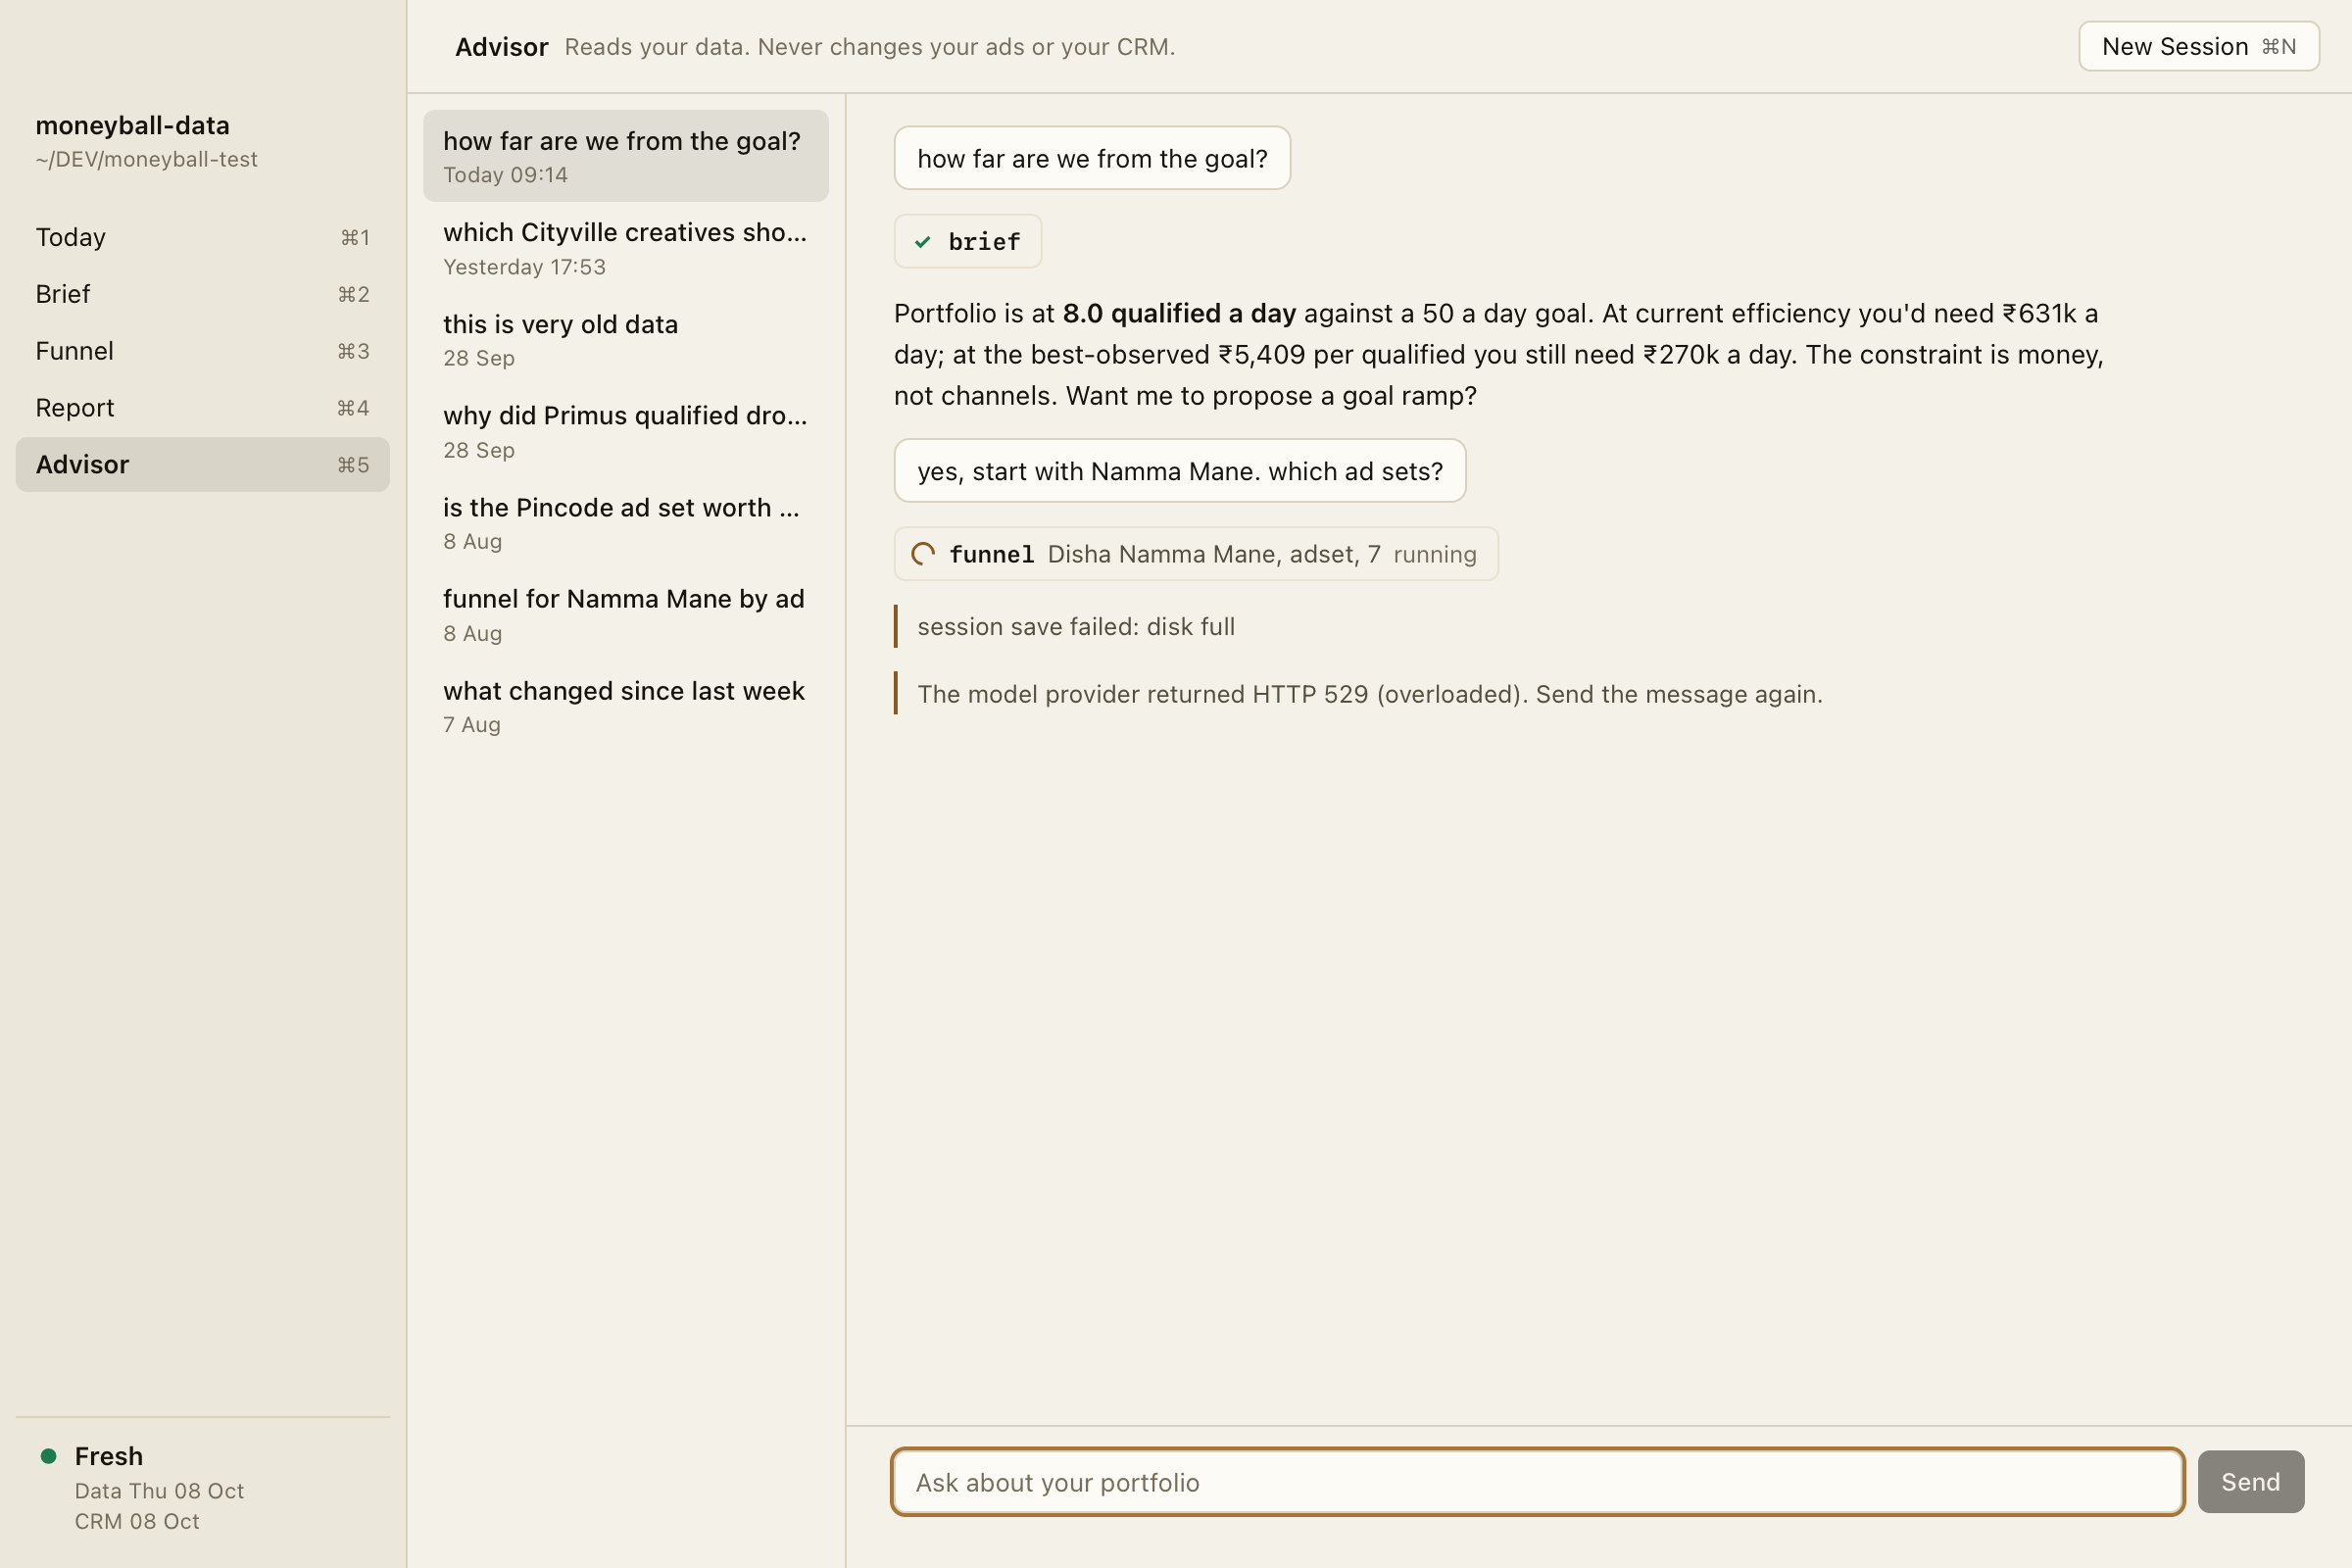 moneyball-data
~/DEV/moneyball-test
Today ⌘1
Brief ⌘2
Funnel ⌘3
Report ⌘4
Advisor ⌘5
Fresh
Data Thu 08 Oct
CRM 08 Oct
Advisor Reads your data. Never changes your ads or your CRM.
New Session ⌘N
how far are we from the goal?
Today 09:14
which Cityville creatives sho...
Yesterday 17:53
this is very old data
28 Sep
why did Primus qualified dro...
28 Sep
is the Pincode ad set worth ...
8 Aug
funnel for Namma Mane by ad
8 Aug
what changed since last week
7 Aug
how far are we from the goal?
✓ brief
Portfolio is at 8.0 qualified a day against a 50 a day goal. At current efficiency you'd need ₹631k a
day; at the best-observed ₹5,409 per qualified you still need ₹270k a day. The constraint is money,
not channels. Want me to propose a goal ramp?
yes, start with Namma Mane. which ad sets?
funnel Disha Namma Mane, adset, 7 running
session save failed: disk full
The model provider returned HTTP 529 (overloaded). Send the message again.
Ask about your portfolio
Send